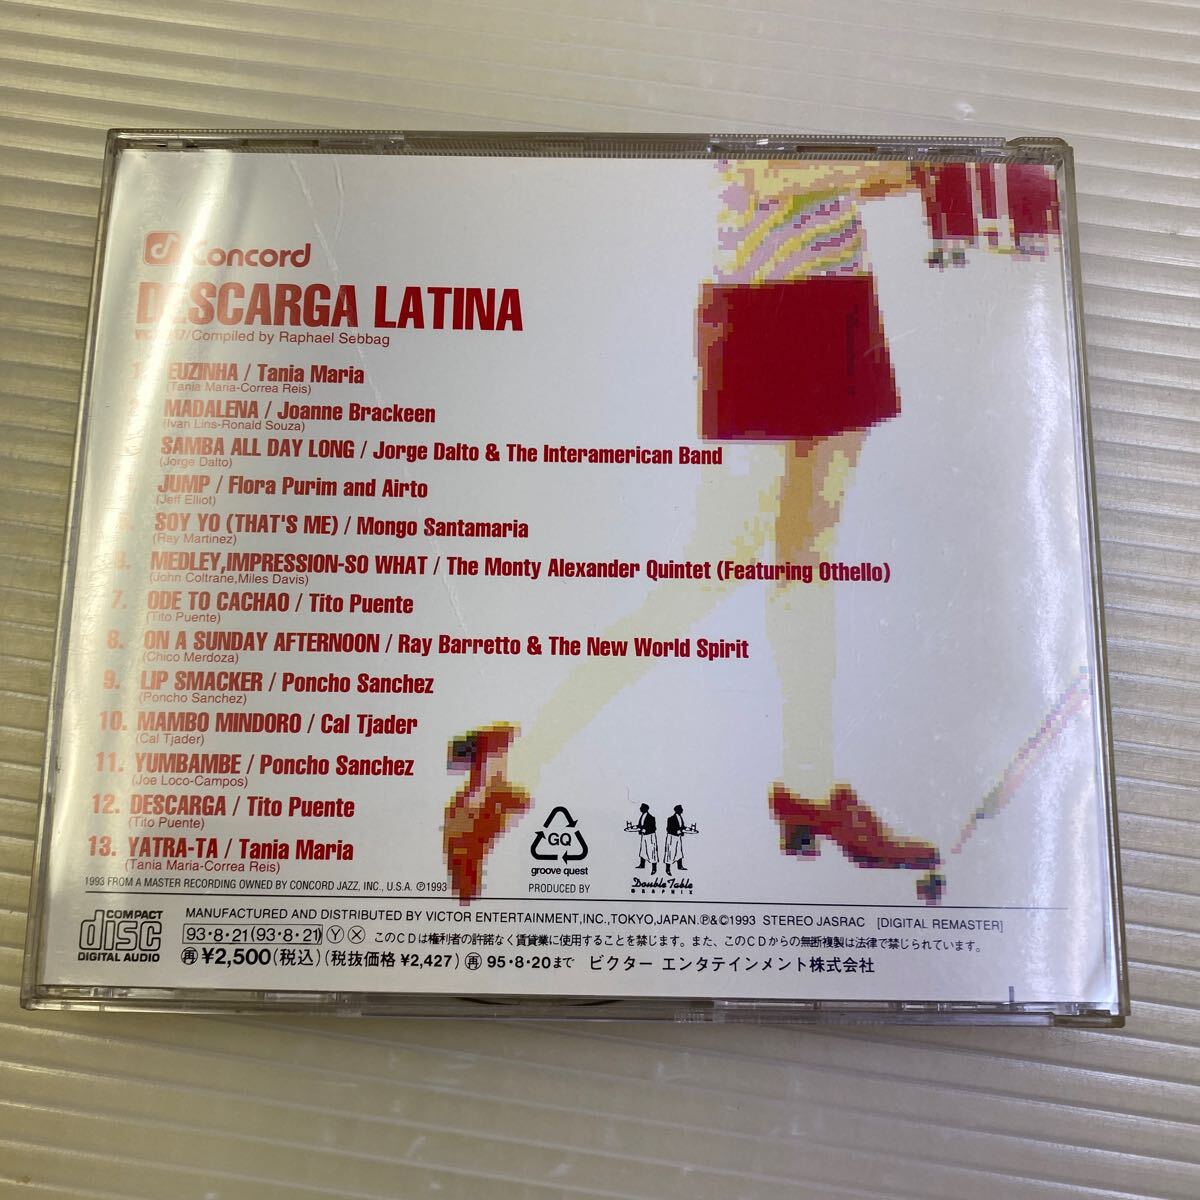 Concord
DESCARGA LATINA
Compiled by Raphael Sebbag
EUZINHA / Tania Maria
(Tania Maria-Correa Reis)
MADALENA / Joanne Brackeen
(Ivan Lins-Ronald Souza)
SAMBA ALL DAY LONG / Jorge Dalto & The Interamerican Band
(Jorge Dalto)
JUMP / Flora Purim and Airto
(Jeff Elliot)
SOY YO (THAT'S ME) / Mongo Santamaria
(Ray Martinez)
MEDLEY,IMPRESSION-SO WHAT / The Monty Alexander Quintet (Featuring Othello)
(John Coltrane,Miles Davis)
7. ODE TO CACHAO / Tito Puente
(Tito Puente)
8. ON A SUNDAY AFTERNOON / Ray Barretto & The New World Spirit
(Chico Merdoza)
9. LIP SMACKER / Poncho Sanchez
(Poncho Sanchez)
10. MAMBO MINDORO / Cal Tjader
(Cal Tjader)
11. YUMBAMBE / Poncho Sanchez
(Joe Loco-Campos)
12. DESCARGA / Tito Puente
(Tito Puente)
13. YATRA-TA / Tania Maria
(Tania Maria-Correa Reis)
1993 FROM A MASTER RECORDING OWNED BY CONCORD JAZZ, INC., U.S.A. ℗1993
GQ
groove quest
PRODUCED BY
Double Table
GRAPHIX
COMPACT
disc
DIGITAL AUDIO
MANUFACTURED AND DISTRIBUTED BY VICTOR ENTERTAINMENT,INC.,TOKYO,JAPAN.℗&©1993 STEREO JASRAC [DIGITAL REMASTER]
93・8・21(93・8・21) Ⓨ Ⓧ このCDは権利者の許諾なく賃貸業に使用することを禁じます。また、このCDからの無断複製は法律で禁じられています。
㊢ ¥2,500(税込)(税抜価格 ¥2,427) 再 95・8・20まで ビクター エンタテインメント株式会社